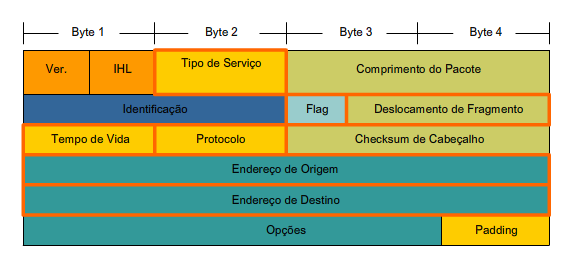 Byte 1 Byte 2 Byte 3 Byte 4
Ver. IHL Tipo de Serviço Comprimento do Pacote
Identificação Flag Deslocamento de Fragmento
Tempo de Vida Protocolo Checksum de Cabeçalho
Endereço de Origem
Endereço de Destino
Opções Padding